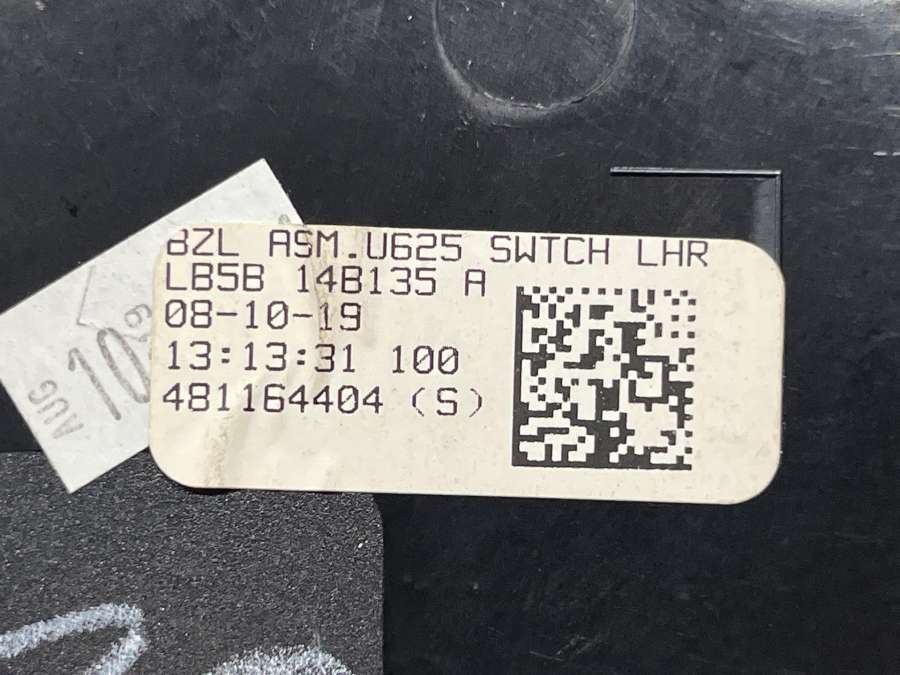 BZL ASM.U625 SWTCH LHR
LB5B 14B135 A
08-10-19
13:13:31 100
481164404 (S)
AUG
10